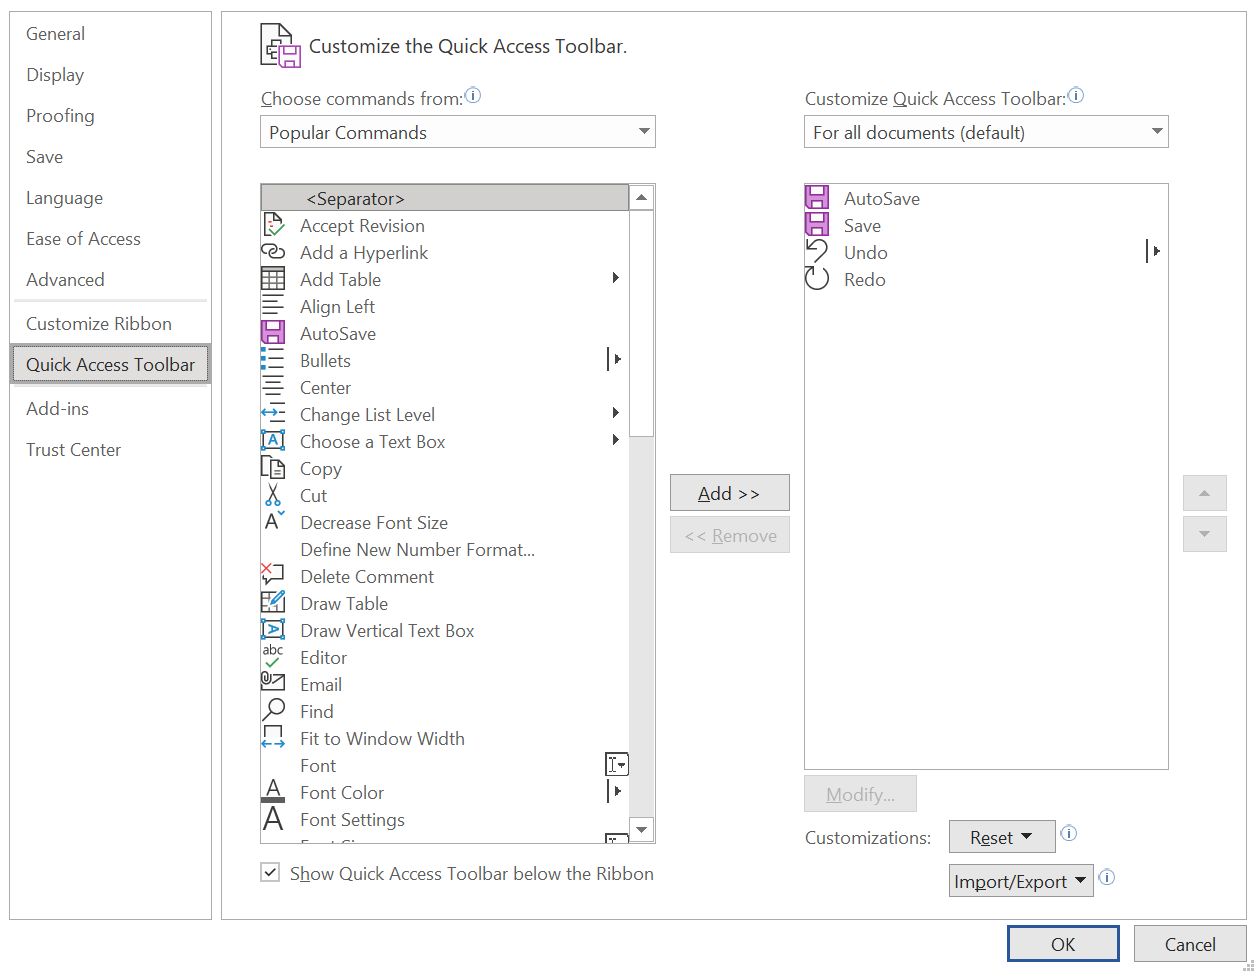 General
Display
Proofing
Save
Language
Ease of Access
Advanced
Customize Ribbon
Quick Access Toolbar
Add-ins
Trust Center
Customize the Quick Access Toolbar.
Choose commands from:
Popular Commands
<Separator>
Accept Revision
Add a Hyperlink
Add Table
Align Left
AutoSave
Bullets
Center
Change List Level
Choose a Text Box
Copy
Cut
Decrease Font Size
Define New Number Format...
Delete Comment
Draw Table
Draw Vertical Text Box
Editor
Email
Find
Fit to Window Width
Font
Font Color
Font Settings
Show Quick Access Toolbar below the Ribbon
Add >>
<< Remove
Customize Quick Access Toolbar:
For all documents (default)
AutoSave
Save
Undo
Redo
Modify...
Customizations:
Reset
Import/Export
OK
Cancel